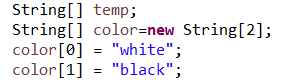 String[] temp;
String[] color=new String[2];
color[0] = "white";
color[1] = "black";